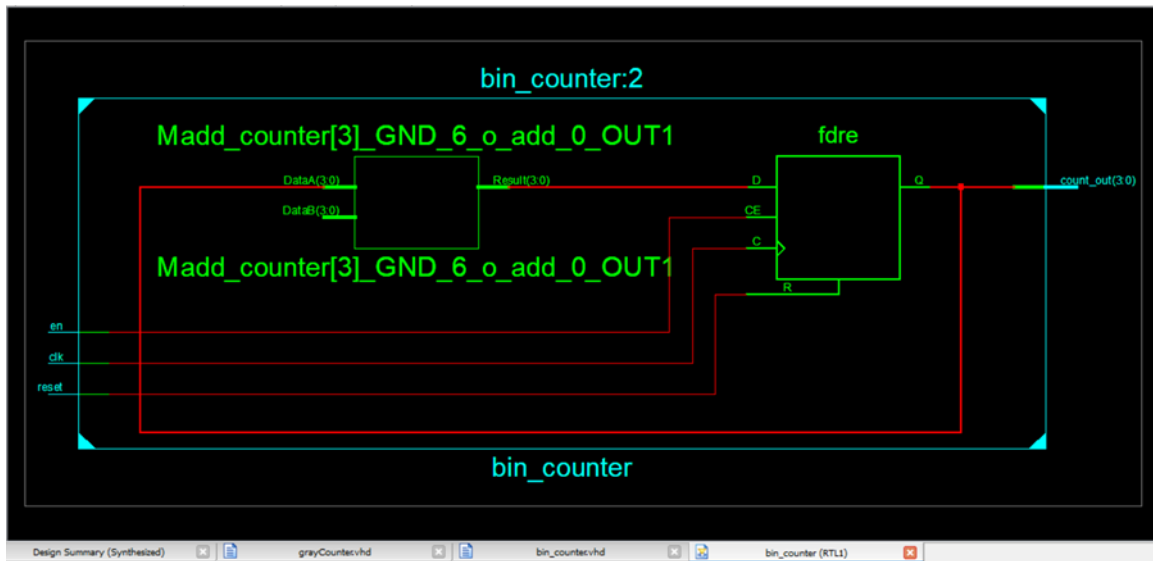 bin_counter:2
Madd_counter[3]_GND_6_o_add_0_OUT1
fdre
DataA(3:0)
Result(3:0)
D
Q
count_out(3:0)
DataB(3:0)
CE
C
Madd_counter[3]_GND_6_o_add_0_OUT1
R
en
clk
reset
bin_counter
Design Summary (Synthesized)
grayCounter.vhd
bin_counter.vhd
bin_counter (RTL1)